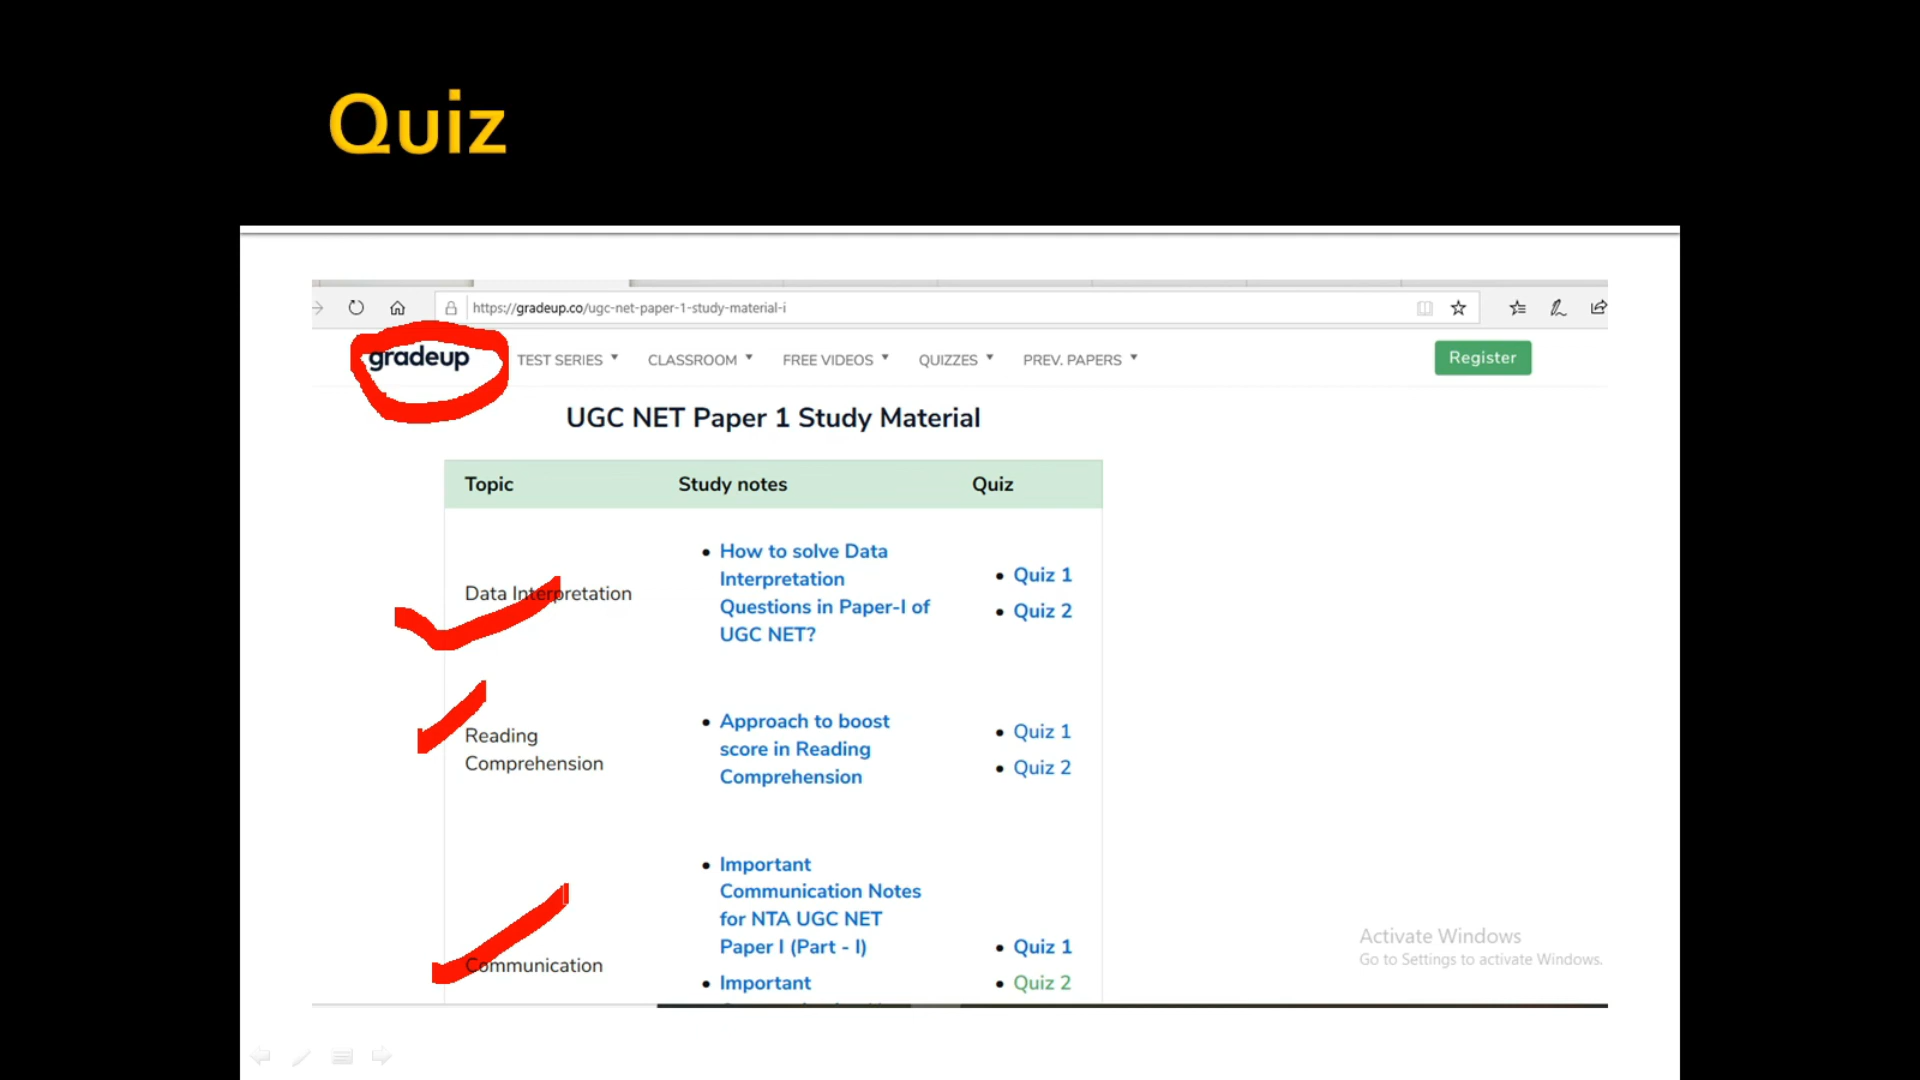 Quiz
https://gradeup.co/ugc-net-paper-1-study-material-i
gradeup TEST SERIES CLASSROOM FREE VIDEOS QUIZZES PREV. PAPERS Register
UGC NET Paper 1 Study Material
Topic Study notes Quiz
Data Interpretation
How to solve Data
Interpretation
Questions in Paper-I of
UGC NET?
Quiz 1
Quiz 2
Reading
Comprehension
Approach to boost
score in Reading
Comprehension
Quiz 1
Quiz 2
Communication
Important
Communication Notes
for NTA UGC NET
Paper I (Part - I)
Important
Quiz 1
Quiz 2
Activate Windows
Go to Settings to activate Windows.